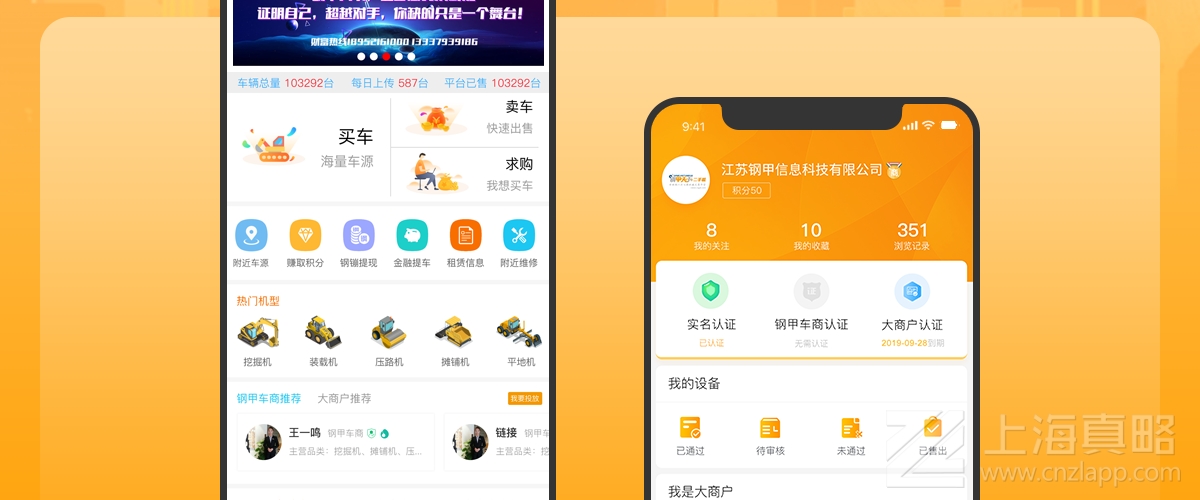 证明自己,超越对手,你缺的只是一个舞台!
财富热线18952161000 13337939186
车辆总量 103292台 每日上传 587台 平台已售 103292台
买车
海量车源
卖车
快速出售
求购
我想买车
附近车源 赚取积分 钢镚提现 金融提车 租赁信息 附近维修
热门机型
挖掘机 装载机 压路机 摊铺机 平地机
钢甲车商推荐 大商户推荐 我要投放
王一鸣 钢甲车商
主营品类:挖掘机、摊铺机、压...
链接 钢甲车
主营品类:挖掘机
9:41
江苏钢甲信息科技有限公司
积分50
8 10 351
我的关注 我的收藏 浏览记录
实名认证 钢甲车商认证 大商户认证
已认证 无需认证 2019-09-28到期
我的设备
已通过 待审核 未通过 已售出
我是大商户
上海真略
www.cnzlapp.com